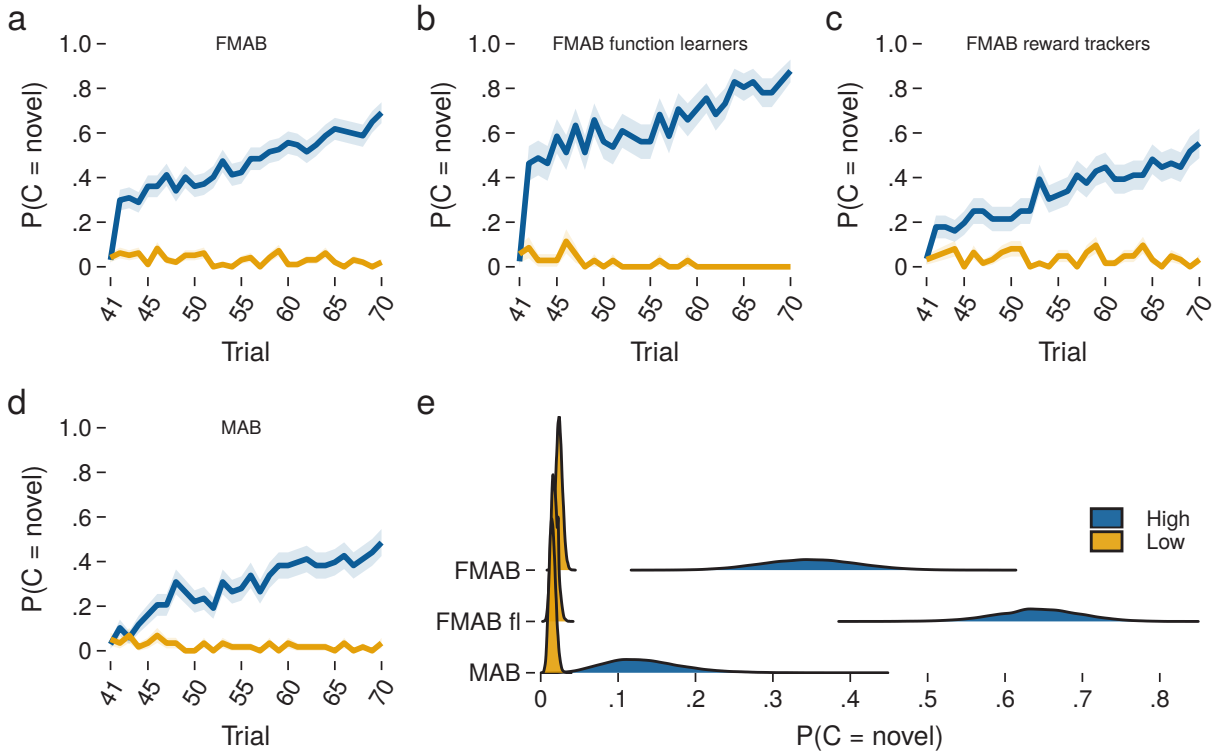 a
FMAB
1.0
.8
.6
.4
.2
0
P(C = novel)
41
45
50
55
60
65
70
Trial
b
FMAB function learners
1.0
.8
.6
.4
.2
0
P(C = novel)
41
45
50
55
60
65
70
Trial
c
FMAB reward trackers
1.0
.8
.6
.4
.2
0
P(C = novel)
41
45
50
55
60
65
70
Trial
d
MAB
1.0
.8
.6
.4
.2
0
P(C = novel)
41
45
50
55
60
65
70
Trial
e
High
Low
FMAB
FMAB fl
MAB
0
.1
.2
.3
.4
.5
.6
.7
.8
P(C = novel)